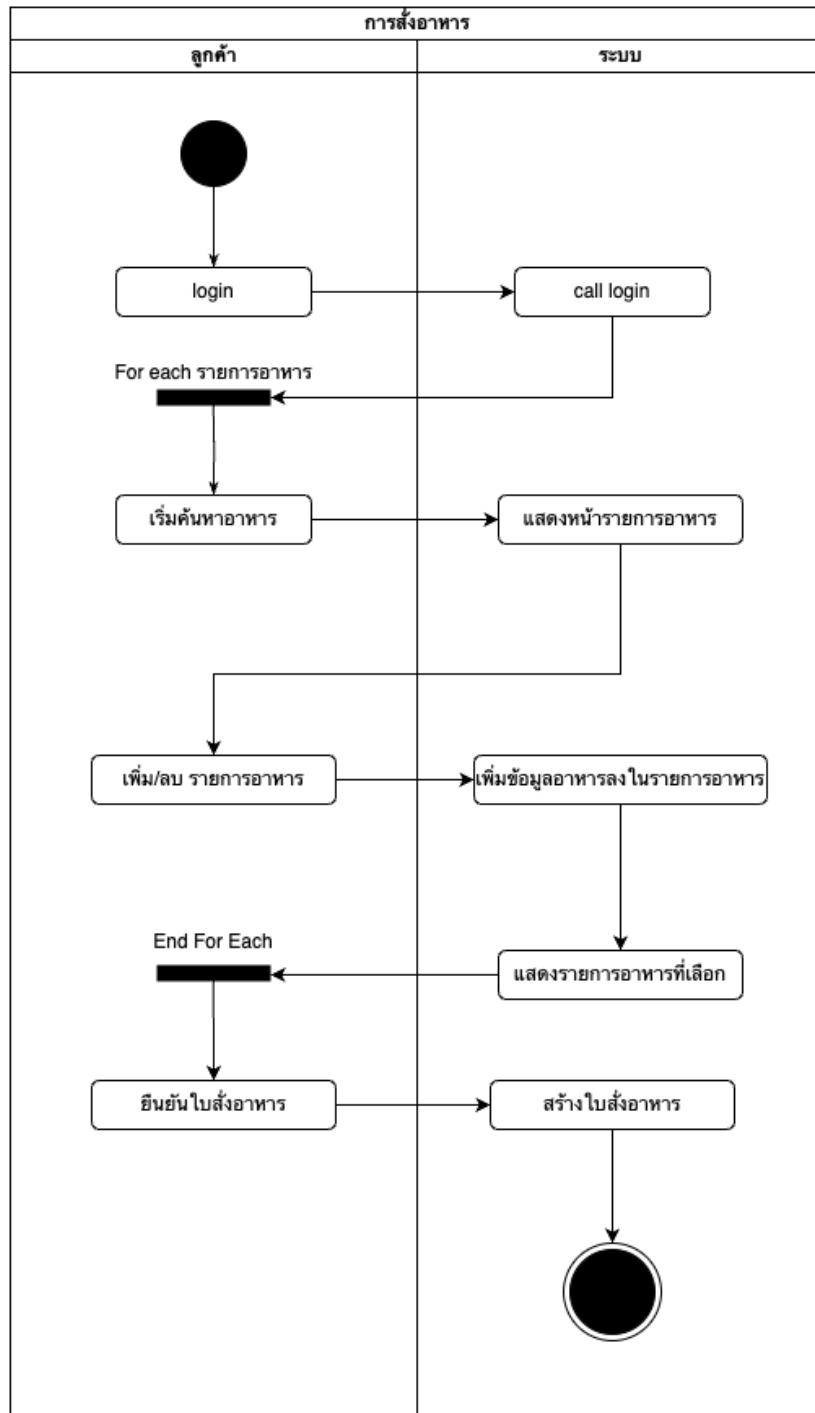 การสั่งอาหาร
ลูกค้า
ระบบ
login
call login
For each รายการอาหาร
เริ่มค้นหาอาหาร
แสดงหน้ารายการอาหาร
เพิ่ม/ลบ รายการอาหาร
เพิ่มข้อมูลอาหารลงในรายการอาหาร
End For Each
แสดงรายการอาหารที่เลือก
ยืนยันใบสั่งอาหาร
สร้างใบสั่งอาหาร